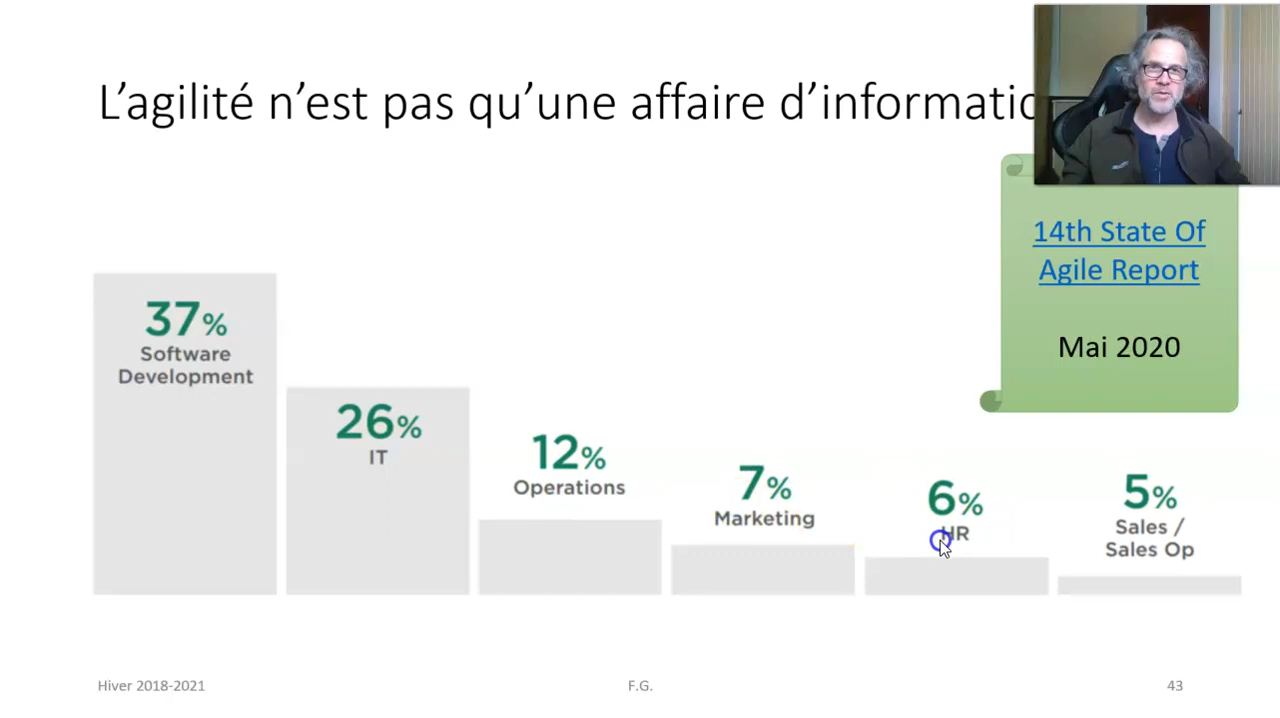 L’agilité n’est pas qu’une affaire
14th State Of
Agile Report
Mai 2020
37%
Software
Development
26%
IT
12%
Operations
7%
Marketing
6%
HR
5%
Sales /
Sales Op
Hiver 2018-2021
F.G.
43